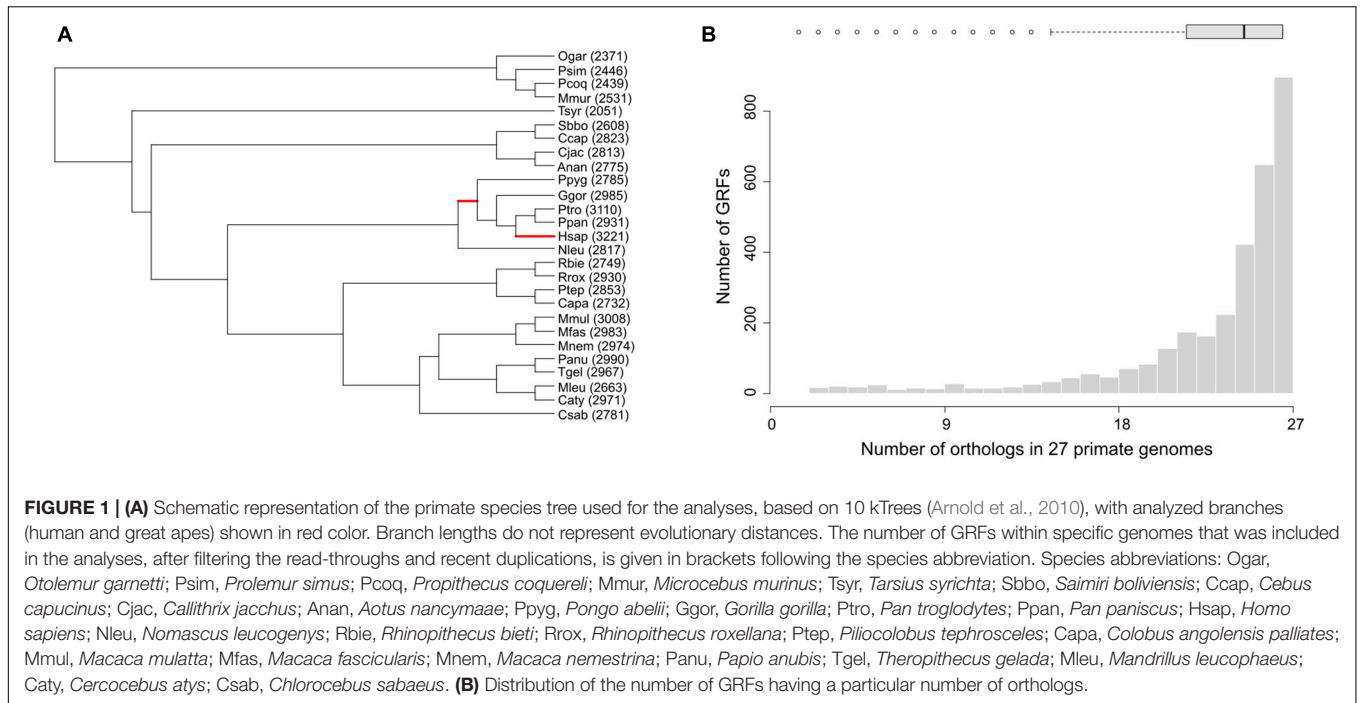 A
Ogar (2371)
Psim (2446)
Pcoq (2439)
Mmur (2531)
Tsyr (2051)
Sbbo (2608)
Ccap (2823)
Cjac (2813)
Anan (2775)
Ppyg (2785)
Ggor (2985)
Ptro (3110)
Ppan (2931)
Hsap (3221)
Nleu (2817)
Rbie (2749)
Rrox (2930)
Ptep (2853)
Capa (2732)
Mmul (3008)
Mfas (2983)
Mnem (2974)
Panu (2990)
Tgel (2967)
Mleu (2663)
Caty (2971)
Csab (2781)
B
Number of GRFs
800
600
400
200
0
0 9 18 27
Number of orthologs in 27 primate genomes
FIGURE 1 | (A) Schematic representation of the primate species tree used for the analyses, based on 10 kTrees (Arnold et al., 2010), with analyzed branches
(human and great apes) shown in red color. Branch lengths do not represent evolutionary distances. The number of GRFs within specific genomes that was included
in the analyses, after filtering the read-throughs and recent duplications, is given in brackets following the species abbreviation. Species abbreviations: Ogar,
Otolemur garnetti; Psim, Prolemur simus; Pcoq, Propithecus coquereli; Mmur, Microcebus murinus; Tsyr, Tarsius syrichta; Sbbo, Saimiri boliviensis; Ccap, Cebus
capucinus; Cjac, Callithrix jacchus; Anan, Aotus nancymaae; Ppyg, Pongo abelii; Ggor, Gorilla gorilla; Ptro, Pan troglodytes; Ppan, Pan paniscus; Hsap, Homo
sapiens; Nleu, Nomascus leucogenys; Rbie, Rhinopithecus bieti; Rrox, Rhinopithecus roxellana; Ptep, Piliocolobus tephrosceles; Capa, Colobus angolensis palliates;
Mmul, Macaca mulatta; Mfas, Macaca fascicularis; Mnem, Macaca nemestrina; Panu, Papio anubis; Tgel, Theropithecus gelada; Mleu, Mandrillus leucophaeus;
Caty, Cercocebus atys; Csab, Chlorocebus sabaeus. (B) Distribution of the number of GRFs having a particular number of orthologs.